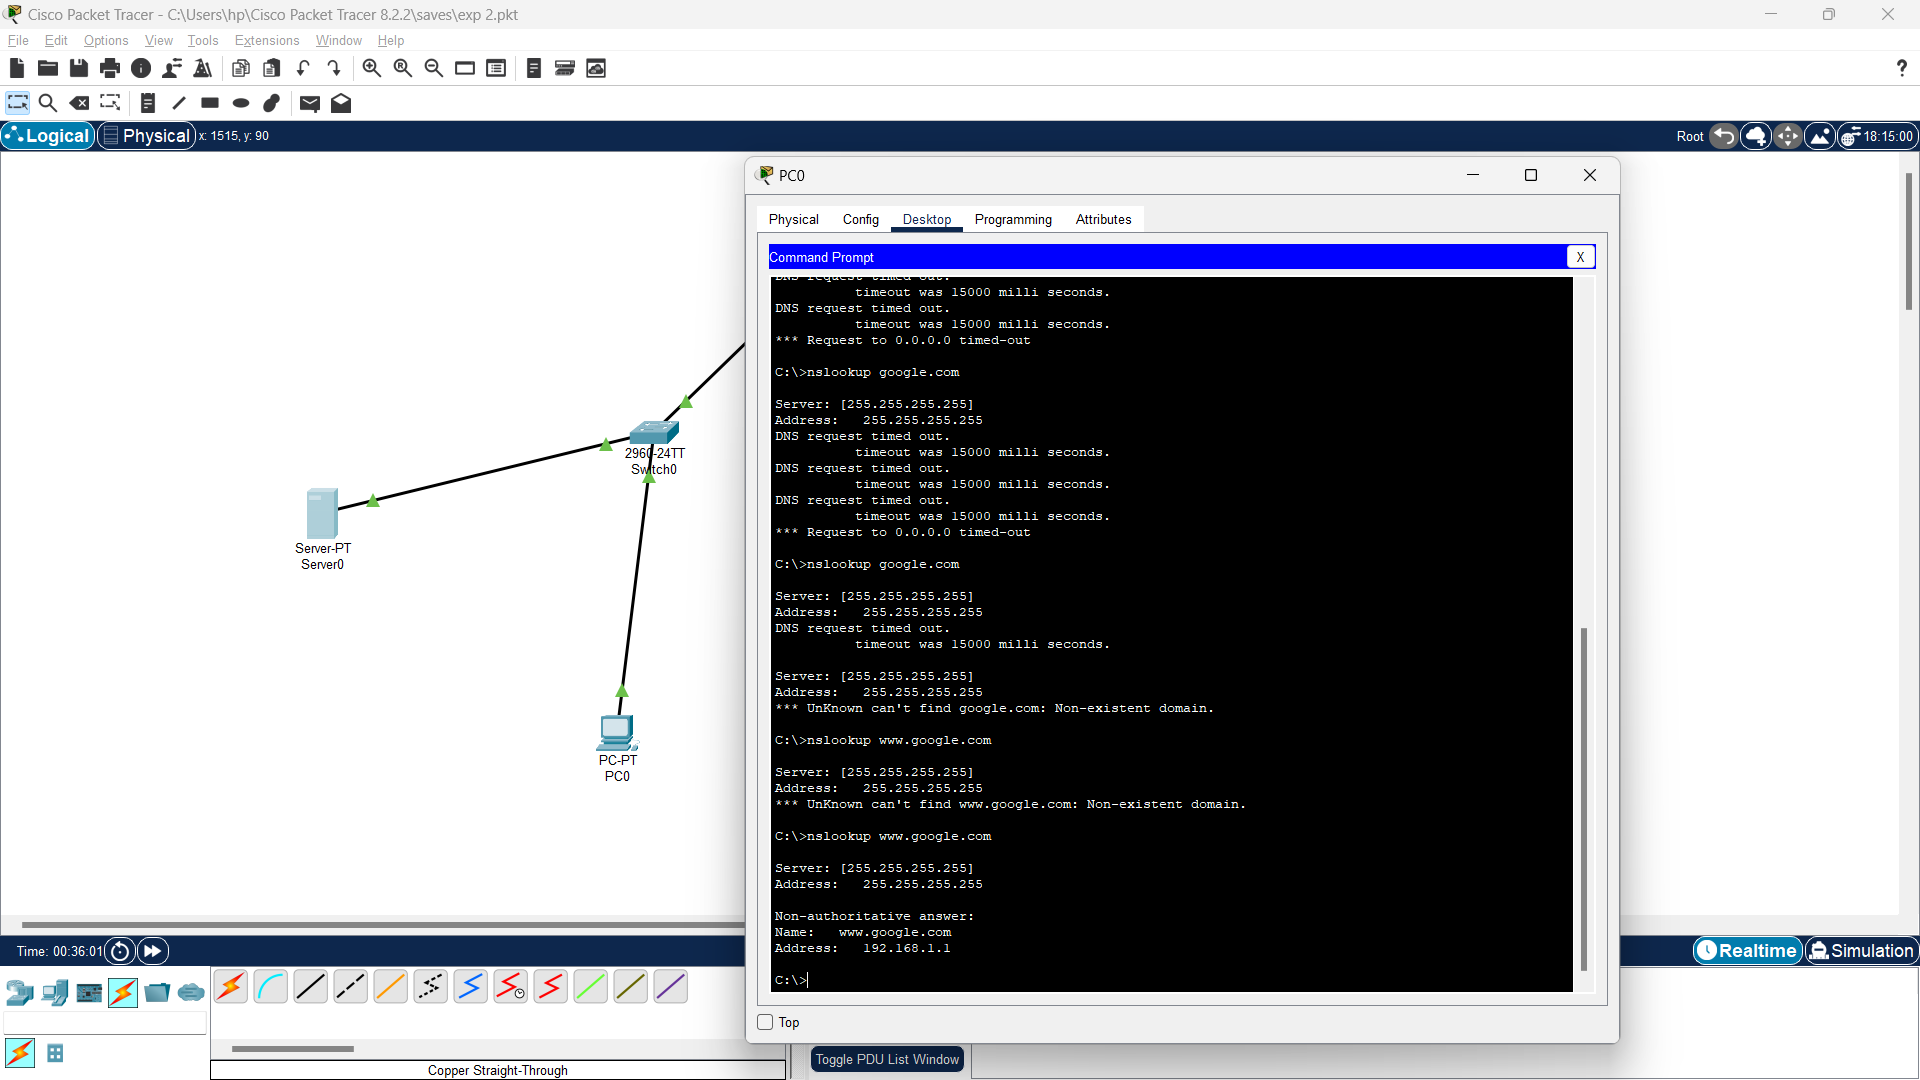 Cisco Packet Tracer - C:\Users\hp\Cisco Packet Tracer 8.2.2\saves\exp 2.pkt
File Edit Options View Tools Extensions Window Help
?
Logical Physical x: 1515, y: 90 Root 18:15:00
PC0
Physical Config Desktop Programming Attributes
Command Prompt X
DNS request timed out.
timeout was 15000 milli seconds.
DNS request timed out.
timeout was 15000 milli seconds.
*** Request to 0.0.0.0 timed-out
C:\>nslookup google.com
Server: [255.255.255.255]
Address: 255.255.255.255
DNS request timed out.
timeout was 15000 milli seconds.
DNS request timed out.
timeout was 15000 milli seconds.
DNS request timed out.
timeout was 15000 milli seconds.
*** Request to 0.0.0.0 timed-out
C:\>nslookup google.com
Server: [255.255.255.255]
Address: 255.255.255.255
DNS request timed out.
timeout was 15000 milli seconds.
Server: [255.255.255.255]
Address: 255.255.255.255
*** UnKnown can't find google.com: Non-existent domain.
C:\>nslookup www.google.com
Server: [255.255.255.255]
Address: 255.255.255.255
*** UnKnown can't find www.google.com: Non-existent domain.
C:\>nslookup www.google.com
Server: [255.255.255.255]
Address: 255.255.255.255
Non-authoritative answer:
Name: www.google.com
Address: 192.168.1.1
C:\>
Top
2960-24TT
Switch0
Server-PT
Server0
PC-PT
PC0
Time: 00:36:01 Realtime Simulation
Copper Straight-Through
Toggle PDU List Window